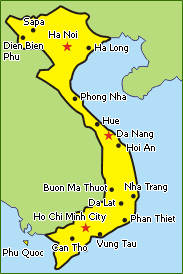 Sapa
Ha Noi
Dien Bien
Phu
Ha Long
Phong Nha
Hue
Da Nang
Hoi An
Buon Ma Thuot
Nha Trang
Da Lat
Ho Chi Minh City
Phan Thiet
Phu Quoc
Can Tho
Vung Tau